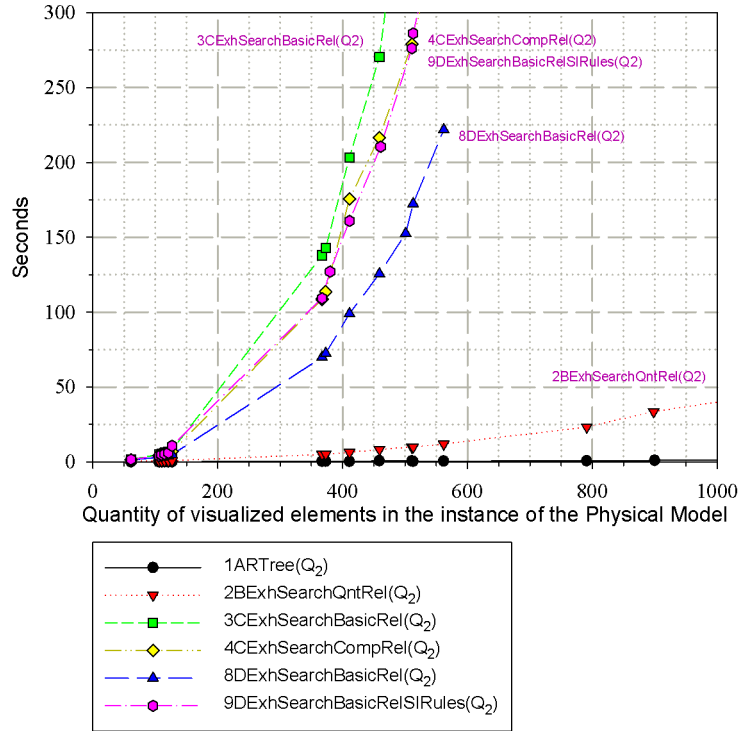 300
250
200
150
100
50
0
Seconds
3CExhSearchBasicRel(Q2)
4CExhSearchCompRel(Q2)
9DExhSearchBasicRelSIRules(Q2)
8DExhSearchBasicRel(Q2)
2BExhSearchQntRel(Q2)
0 200 400 600 800 1000
Quantity of visualized elements in the instance of the Physical Model
1ARTree(Q₂)
2BExhSearchQntRel(Q₂)
3CExhSearchBasicRel(Q₂)
4CExhSearchCompRel(Q₂)
8DExhSearchBasicRel(Q₂)
9DExhSearchBasicRelSIRules(Q₂)